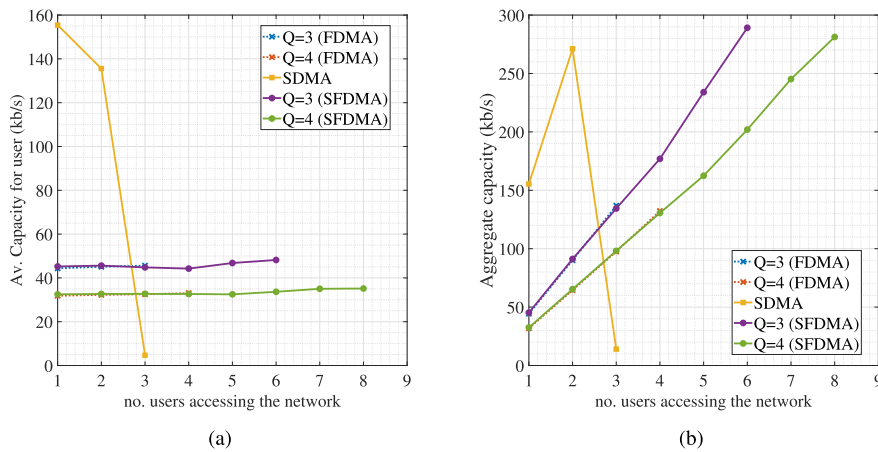 160
140
120
100
80
60
40
20
0
Av. Capacity for user (kb/s)
Q=3 (FDMA)
Q=4 (FDMA)
SDMA
Q=3 (SFDMA)
Q=4 (SFDMA)
1 2 3 4 5 6 7 8 9
no. users accessing the network
(a)
300
250
200
150
100
50
0
Aggregate capacity (kb/s)
Q=3 (FDMA)
Q=4 (FDMA)
SDMA
Q=3 (SFDMA)
Q=4 (SFDMA)
1 2 3 4 5 6 7 8 9
no. users accessing the network
(b)